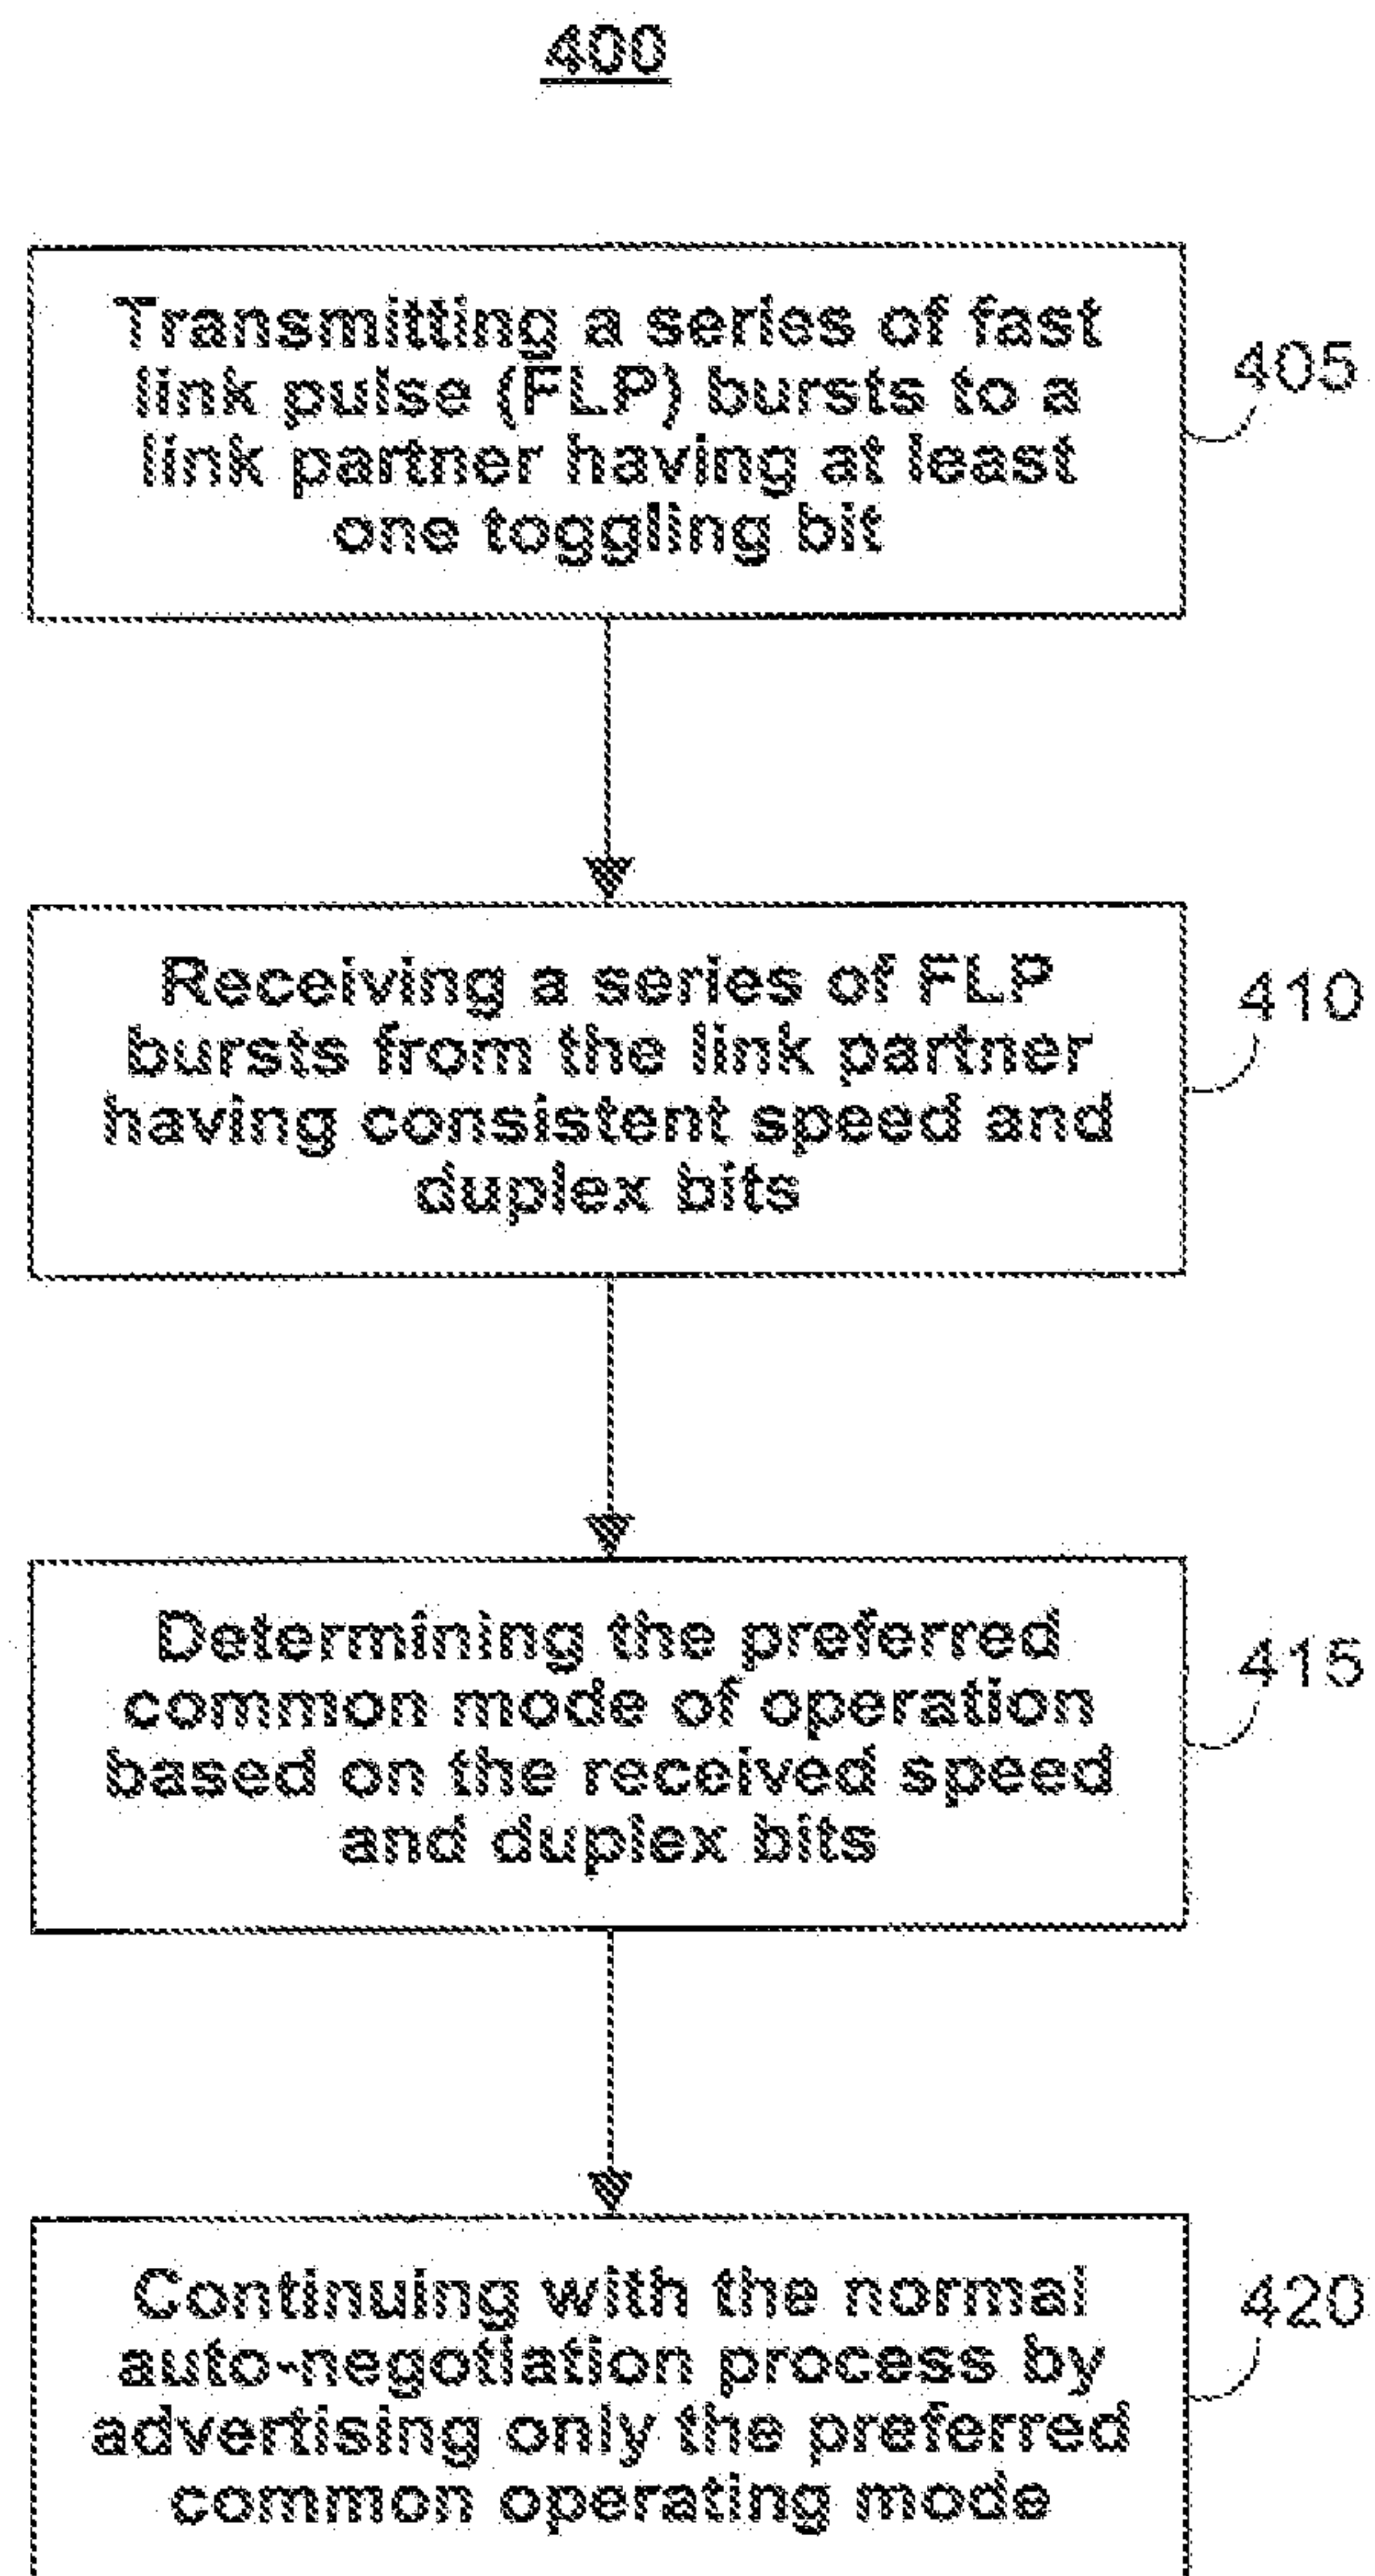 400
Transmitting a series of fast
link pulse (FLP) bursts to a
link partner having at least
one toggling bit
405
Receiving a series of FLP
bursts from the link partner
having consistent speed and
duplex bits
410
Determining the preferred
common mode of operation
based on the received speed
and duplex bits
415
Continuing with the normal
auto-negotiation process by
advertising only the preferred
common operating mode
420